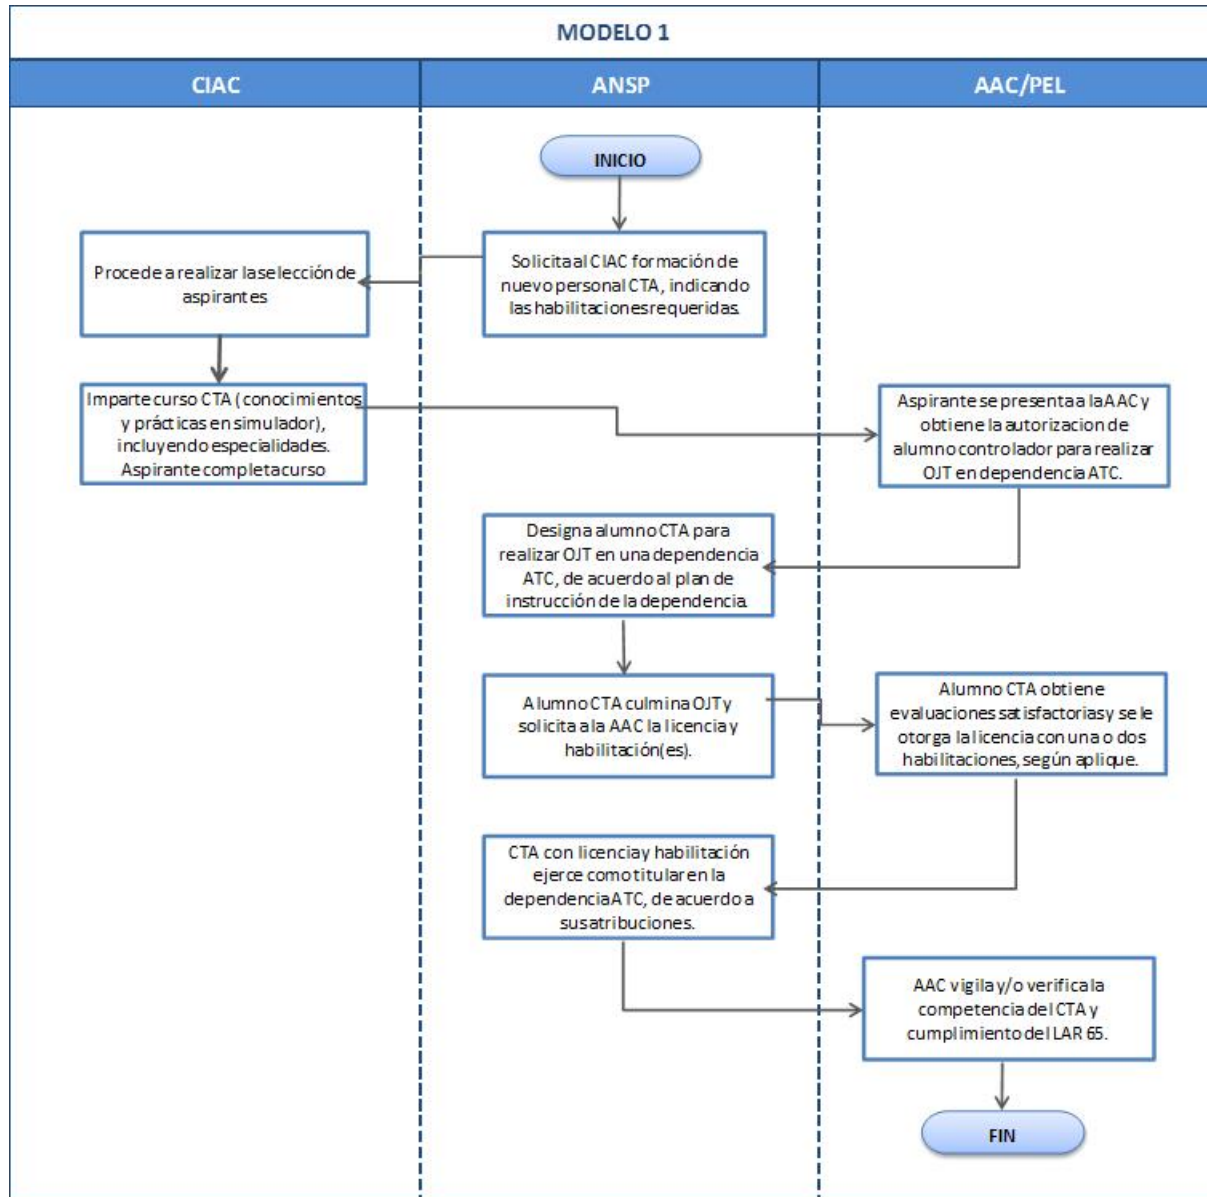 MODELO 1
CIAC
ANSP
AAC/PEL
INICIO
Solicita al CIAC formación de
nuevo personal CTA, indicando
las habilitaciones requeridas.
Procede a realizar la selección de
aspirantes
Imparte curso CTA ( conocimientos
y prácticas en simulador),
incluyendo especialidades.
Aspirante completa curso
Aspirante se presenta a la AAC y
obtiene la autorizacion de
alumno controlador para realizar
OJT en dependencia ATC.
Designa alumno CTA para
realizar OJT en una dependencia
ATC, de acuerdo al plan de
instrucción de la dependencia.
Alumno CTA culmina OJT y
solicita a la AAC la licencia y
habilitación(es).
Alumno CTA obtiene
evaluaciones satisfactorias y se le
otorga la licencia con una o dos
habilitaciones, según aplique.
CTA con licencia y habilitación
ejerce como titular en la
dependencia ATC, de acuerdo a
sus atribuciones.
AAC vigila y/o verifica la
competencia del CTA y
cumplimiento del LAR 65.
FIN